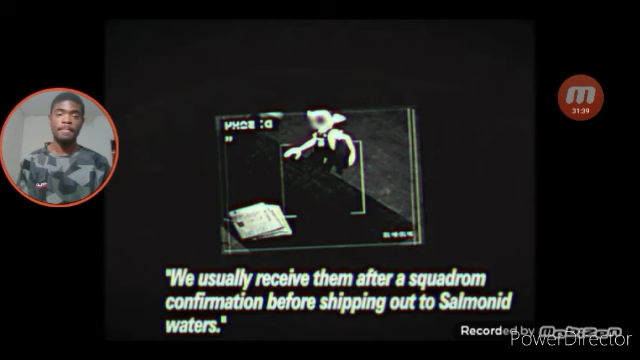 31:39
"We usually receive them after a squadrom
confirmation before shipping out to Salmonid
waters."
Recorded by
PowerDirector